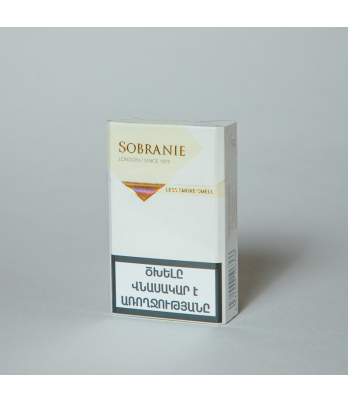 SOBRANIE
LONDON / SINCE 1879
LESS SMOKE SMELL
ԾԽԵԼԸ
ՎՆԱՍԱԿԱՐ Է
ԱՌՈՂՋՈՒԹՅԱՆԸ